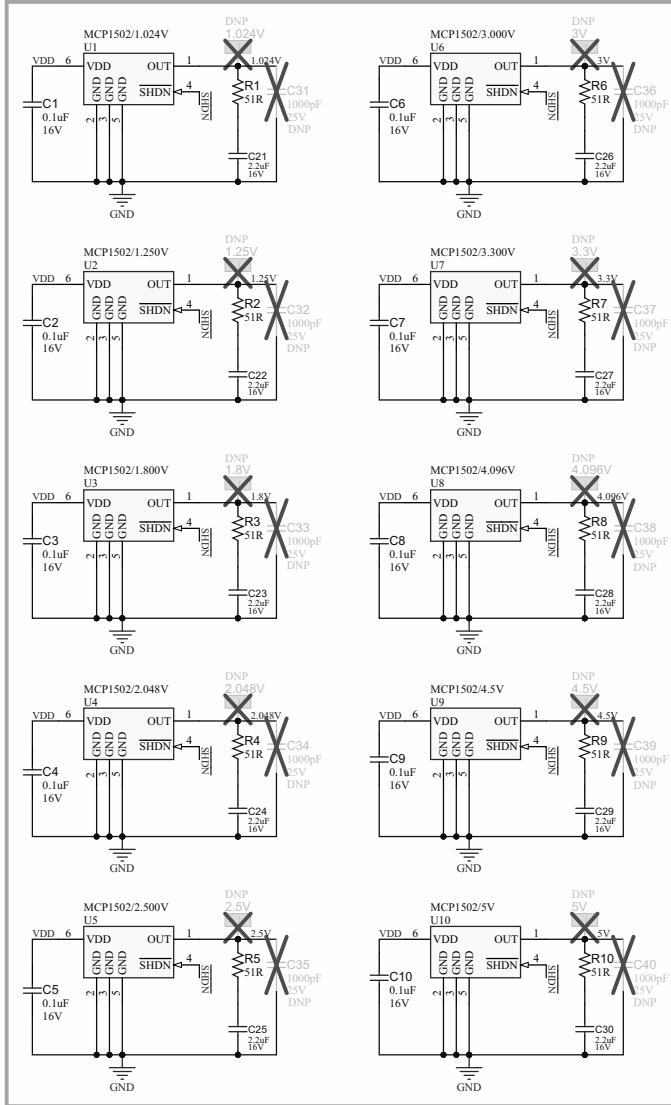 DNP
1.024V
MCP1502/1.024V
U1
VDD 6 VDD OUT 1 1.024V
GND GND GND SHDN 4 SHDN
2 3 5
C1
0.1uF
16V
R1
51R
C31
1000pF
25V
DNP
C21
2.2uF
16V
GND
DNP
3V
MCP1502/3.000V
U6
VDD 6 VDD OUT 1 3V
GND GND GND SHDN 4 SHDN
2 3 5
C6
0.1uF
16V
R6
51R
C36
1000pF
25V
DNP
C26
2.2uF
16V
GND
DNP
1.25V
MCP1502/1.250V
U2
VDD 6 VDD OUT 1 1.25V
GND GND GND SHDN 4 SHDN
2 3 5
C2
0.1uF
16V
R2
51R
C32
1000pF
25V
DNP
C22
2.2uF
16V
GND
DNP
3.3V
MCP1502/3.300V
U7
VDD 6 VDD OUT 1 3.3V
GND GND GND SHDN 4 SHDN
2 3 5
C7
0.1uF
16V
R7
51R
C37
1000pF
25V
DNP
C27
2.2uF
16V
GND
DNP
1.8V
MCP1502/1.800V
U3
VDD 6 VDD OUT 1 1.8V
GND GND GND SHDN 4 SHDN
2 3 5
C3
0.1uF
16V
R3
51R
C33
1000pF
25V
DNP
C23
2.2uF
16V
GND
DNP
4.096V
MCP1502/4.096V
U8
VDD 6 VDD OUT 1 4.096V
GND GND GND SHDN 4 SHDN
2 3 5
C8
0.1uF
16V
R8
51R
C38
1000pF
25V
DNP
C28
2.2uF
16V
GND
DNP
2.048V
MCP1502/2.048V
U4
VDD 6 VDD OUT 1 2.048V
GND GND GND SHDN 4 SHDN
2 3 5
C4
0.1uF
16V
R4
51R
C34
1000pF
25V
DNP
C24
2.2uF
16V
GND
DNP
4.5V
MCP1502/4.5V
U9
VDD 6 VDD OUT 1 4.5V
GND GND GND SHDN 4 SHDN
2 3 5
C9
0.1uF
16V
R9
51R
C39
1000pF
25V
DNP
C29
2.2uF
16V
GND
DNP
2.5V
MCP1502/2.500V
U5
VDD 6 VDD OUT 1 2.5V
GND GND GND SHDN 4 SHDN
2 3 5
C5
0.1uF
16V
R5
51R
C35
1000pF
25V
DNP
C25
2.2uF
16V
GND
DNP
5V
MCP1502/5V
U10
VDD 6 VDD OUT 1 5V
GND GND GND SHDN 4 SHDN
2 3 5
C10
0.1uF
16V
R10
51R
C40
1000pF
25V
DNP
C30
2.2uF
16V
GND